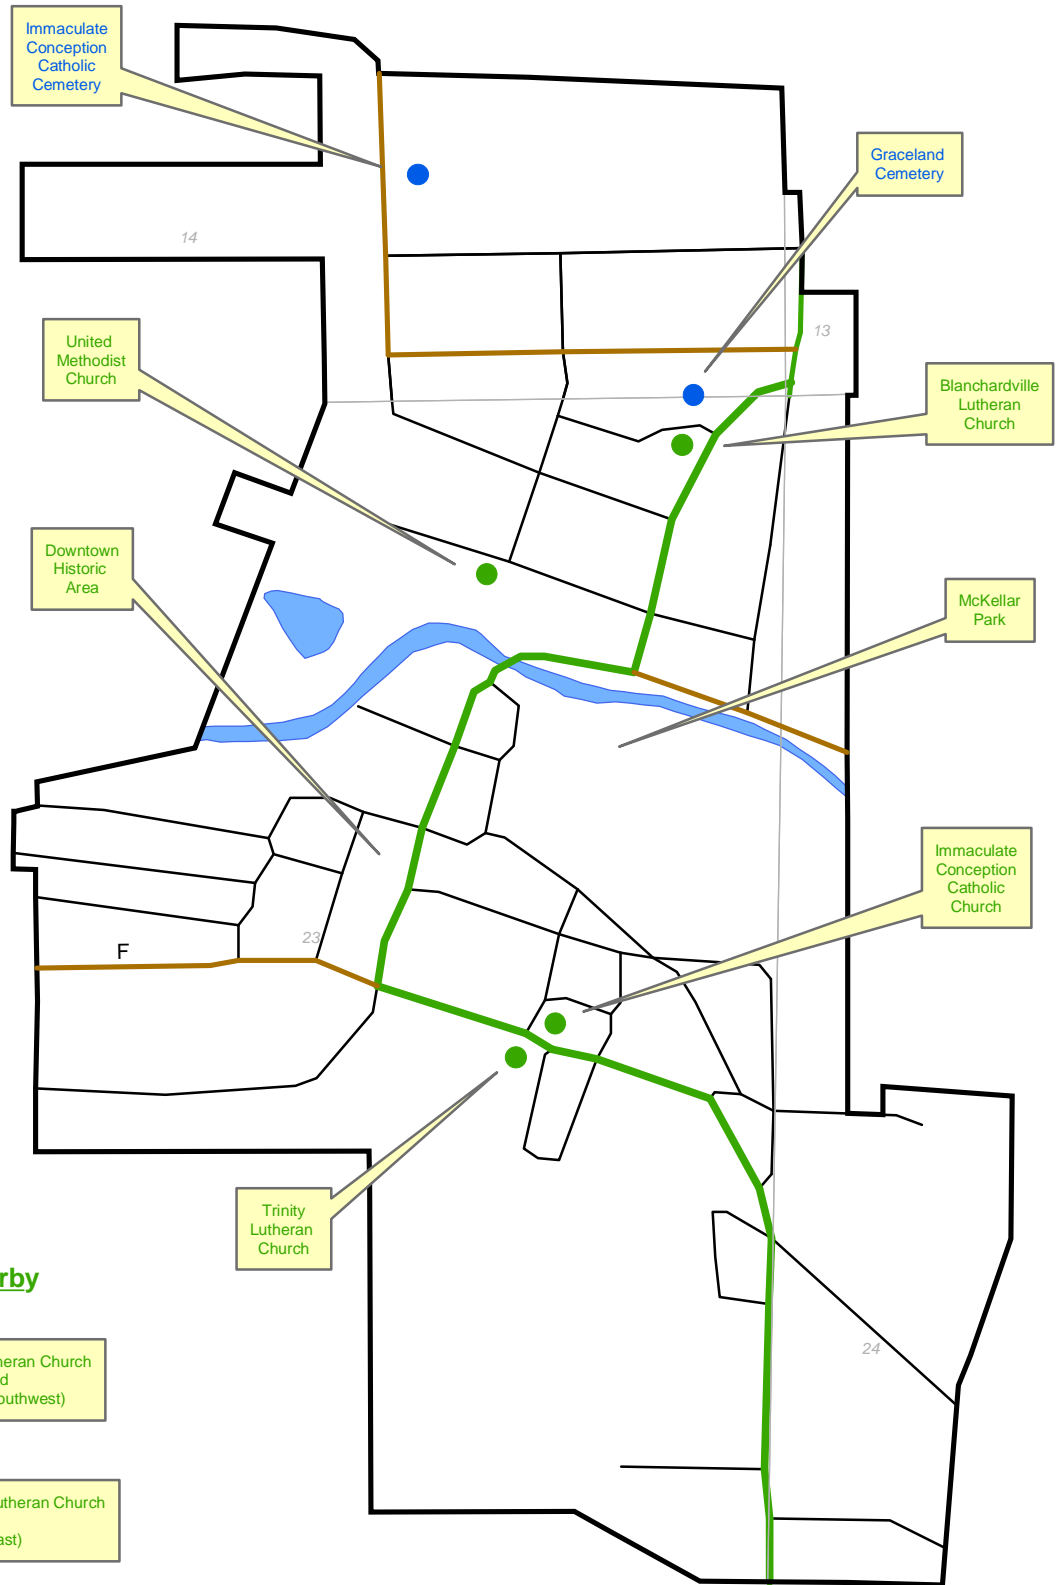 Immaculate
Conception
Catholic
Cemetery
Graceland
Cemetery
14
13
United
Methodist
Church
Blanchardville
Lutheran
Church
Downtown
Historic
Area
McKellar
Park
Immaculate
Conception
Catholic
Church
F
23
Trinity
Lutheran
Church
rby
heran Church
d
outhwest)
24
utheran Church
ast)